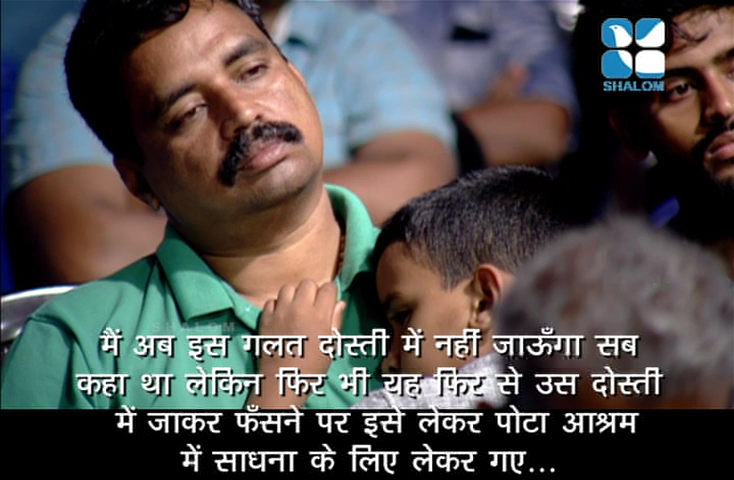 SHALOM
SHALOM
मैं अब इस गलत दोस्ती में नहीं जाऊँगा सब
कहा था लेकिन फिर भी यह फिर से उस दोस्ती
में जाकर फँसने पर इसे लेकर पोटा आश्रम
में साधना के लिए लेकर गए...